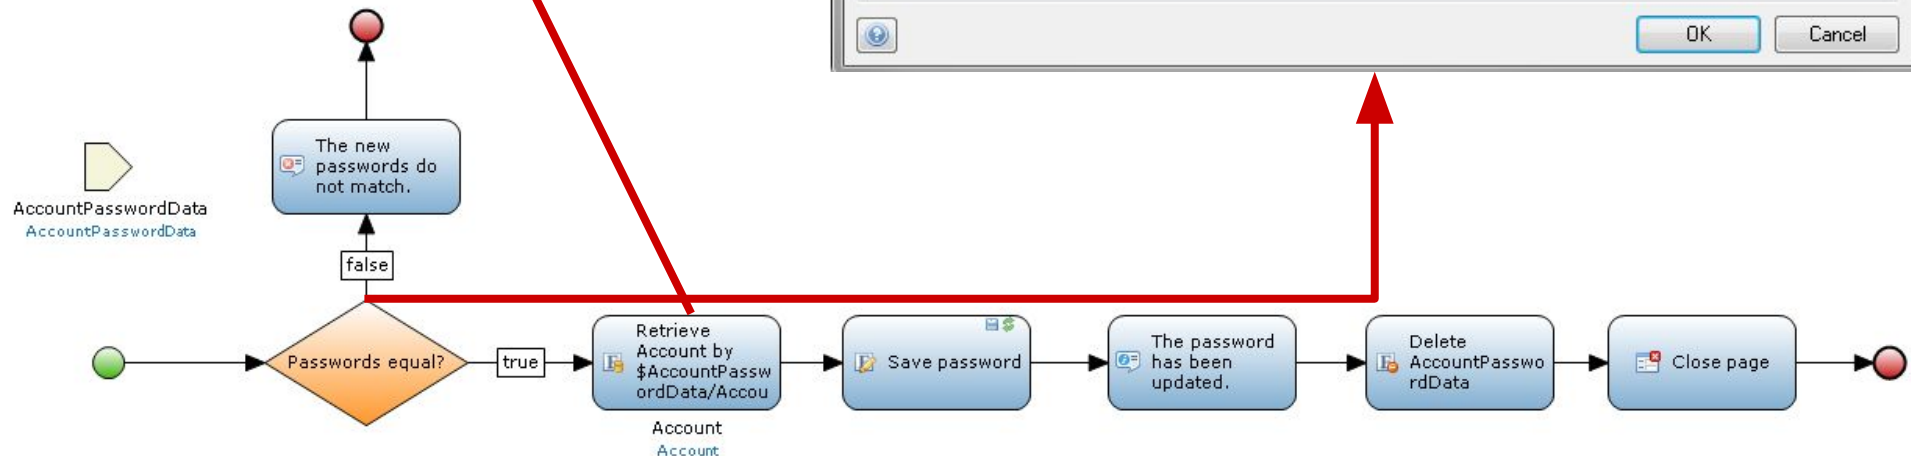 OK
Cancel
The new
passwords do
not match.
AccountPasswordData
AccountPasswordData
false
Passwords equal?
true
Retrieve
Account by
$AccountPassw
ordData/Accou
Account
Account
Save password
The password
has been
updated.
Delete
AccountPasswo
rdData
Close page